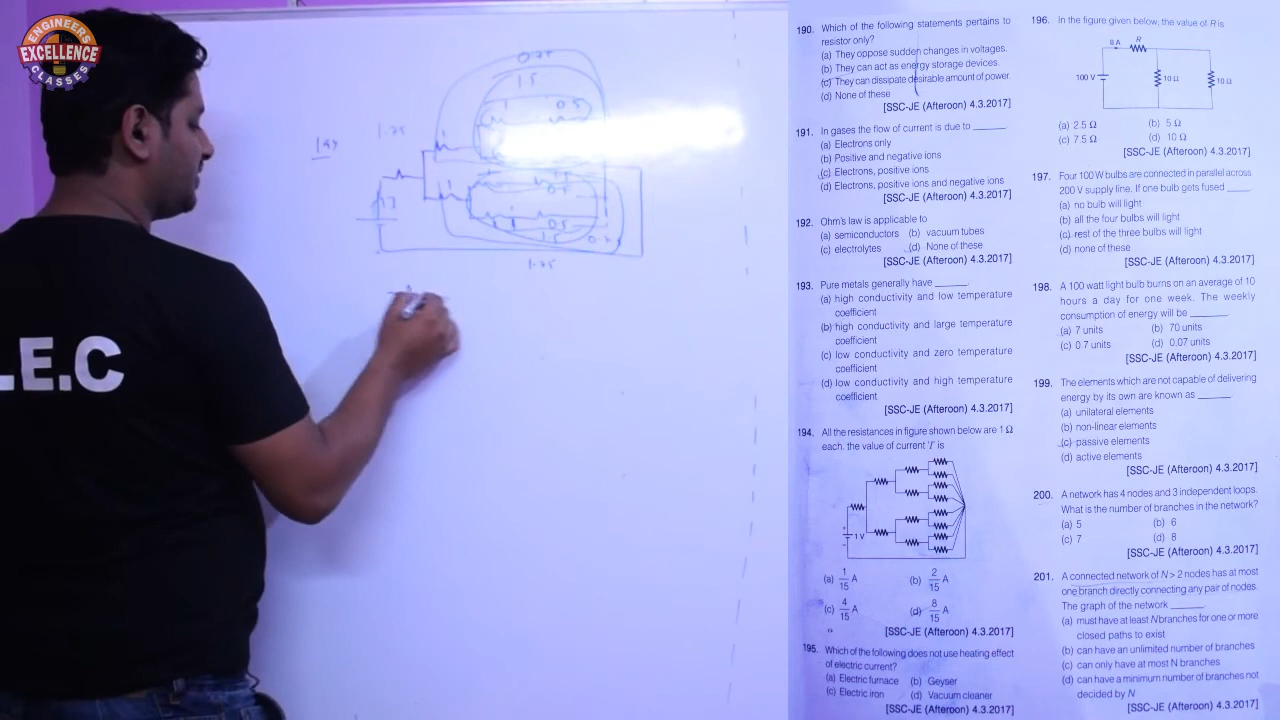 ENGINEERS
EXCELLENCE
CLASSES
.E.C
194
1.75
0.75
1.5
1
0.5
1
0.5
1.5
1.75
190. Which of the following statements pertains to
resistor only?
(a) They oppose sudden changes in voltages.
(b) They can act as energy storage devices.
(c) They can dissipate desirable amount of power.
(d) None of these
[SSC-JE (Afteroon) 4.3.2017]
191. In gases the flow of current is due to ______
(a) Electrons only
(b) Positive and negative ions
(c) Electrons, positive ions
(d) Electrons, positive ions and negative ions
[SSC-JE (Afteroon) 4.3.2017]
192. Ohm's law is applicable to
(a) semiconductors (b) vacuum tubes
(c) electrolytes (d) None of these
[SSC-JE (Afteroon) 4.3.2017]
193. Pure metals generally have ______.
(a) high conductivity and low temperature
coefficient
(b) high conductivity and large temperature
coefficient
(c) low conductivity and zero temperature
coefficient
(d) low conductivity and high temperature
coefficient
[SSC-JE (Afteroon) 4.3.2017]
194. All the resistances in figure shown below are 1 Ω
each. the value of current 'I' is
1 V
(a) 1/15 A (b) 2/15 A
(c) 4/15 A (d) 8/15 A
[SSC-JE (Afteroon) 4.3.2017]
195. Which of the following does not use heating effect
of electric current?
(a) Electric furnace (b) Geyser
(c) Electric iron (d) Vacuum cleaner
[SSC-JE (Afteroon) 4.3.2017]
196. In the figure given below, the value of R is
8 A R
100 V 10 Ω 10 Ω
(a) 2.5 Ω (b) 5 Ω
(c) 7.5 Ω (d) 10 Ω
[SSC-JE (Afteroon) 4.3.2017]
197. Four 100 W bulbs are connected in parallel across
200 V supply line. If one bulb gets fused ____
(a) no bulb will light
(b) all the four bulbs will light
(c) rest of the three bulbs will light
(d) none of these
[SSC-JE (Afteroon) 4.3.2017]
198. A 100 watt light bulb burns on an average of 10
hours a day for one week. The weekly
consumption of energy will be ______
(a) 7 units (b) 70 units
(c) 0.7 units (d) 0.07 units
[SSC-JE (Afteroon) 4.3.2017]
199. The elements which are not capable of delivering
energy by its own are known as ______
(a) unilateral elements
(b) non-linear elements
(c) passive elements
(d) active elements
[SSC-JE (Afteroon) 4.3.2017]
200. A network has 4 nodes and 3 independent loops.
What is the number of branches in the network?
(a) 5 (b) 6
(c) 7 (d) 8
[SSC-JE (Afteroon) 4.3.2017]
201. A connected network of N > 2 nodes has at most
one branch directly connecting any pair of nodes.
The graph of the network ______
(a) must have at least N branches for one or more
closed paths to exist
(b) can have an unlimited number of branches
(c) can only have at most N branches
(d) can have a minimum number of branches not
decided by N
[SSC-JE (Afteroon) 4.3.2017]